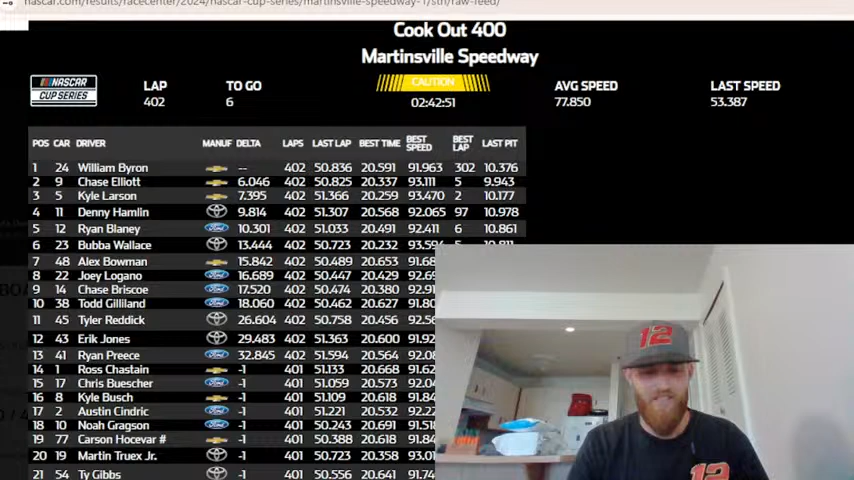 nascar.com/results/racecenter/2024/nascar-cup-series/martinsville-speedway-1/stn/raw-feed/
Cook Out 400
Martinsville Speedway
NASCAR CUP SERIES
LAP 402
TO GO 6
CAUTION 02:42:51
AVG SPEED 77.850
LAST SPEED 53.387
POS CAR DRIVER MANUF DELTA LAPS LAST LAP BEST TIME BEST SPEED BEST LAP LAST PIT
1 24 William Byron -- 402 50.836 20.591 91.963 302 10.376
2 9 Chase Elliott 6.046 402 50.825 20.337 93.111 5 9.943
3 5 Kyle Larson 7.395 402 51.366 20.259 93.470 2 10.177
4 11 Denny Hamlin 9.814 402 51.307 20.568 92.065 97 10.978
5 12 Ryan Blaney 10.301 402 51.033 20.491 92.411 6 10.861
6 23 Bubba Wallace 13.444 402 50.723 20.232
7 48 Alex Bowman 15.842 402 50.489 20.653
8 22 Joey Logano 16.689 402 50.447 20.429
9 14 Chase Briscoe 17.520 402 50.474 20.380
10 38 Todd Gilliland 18.060 402 50.462 20.627
11 45 Tyler Reddick 26.604 402 50.758 20.456
12 43 Erik Jones 29.483 402 51.363 20.600
13 41 Ryan Preece 32.845 402 51.594 20.564
14 1 Ross Chastain -1 401 51.133 20.668
15 17 Chris Buescher -1 401 51.059 20.573
16 8 Kyle Busch -1 401 51.109 20.618
17 2 Austin Cindric -1 401 51.221 20.532
18 10 Noah Gragson -1 401 50.243 20.691
19 77 Carson Hocevar # -1 401 50.388 20.618
20 19 Martin Truex Jr. -1 401 50.723 20.358
21 54 Ty Gibbs -1 401 50.556 20.641
12
12